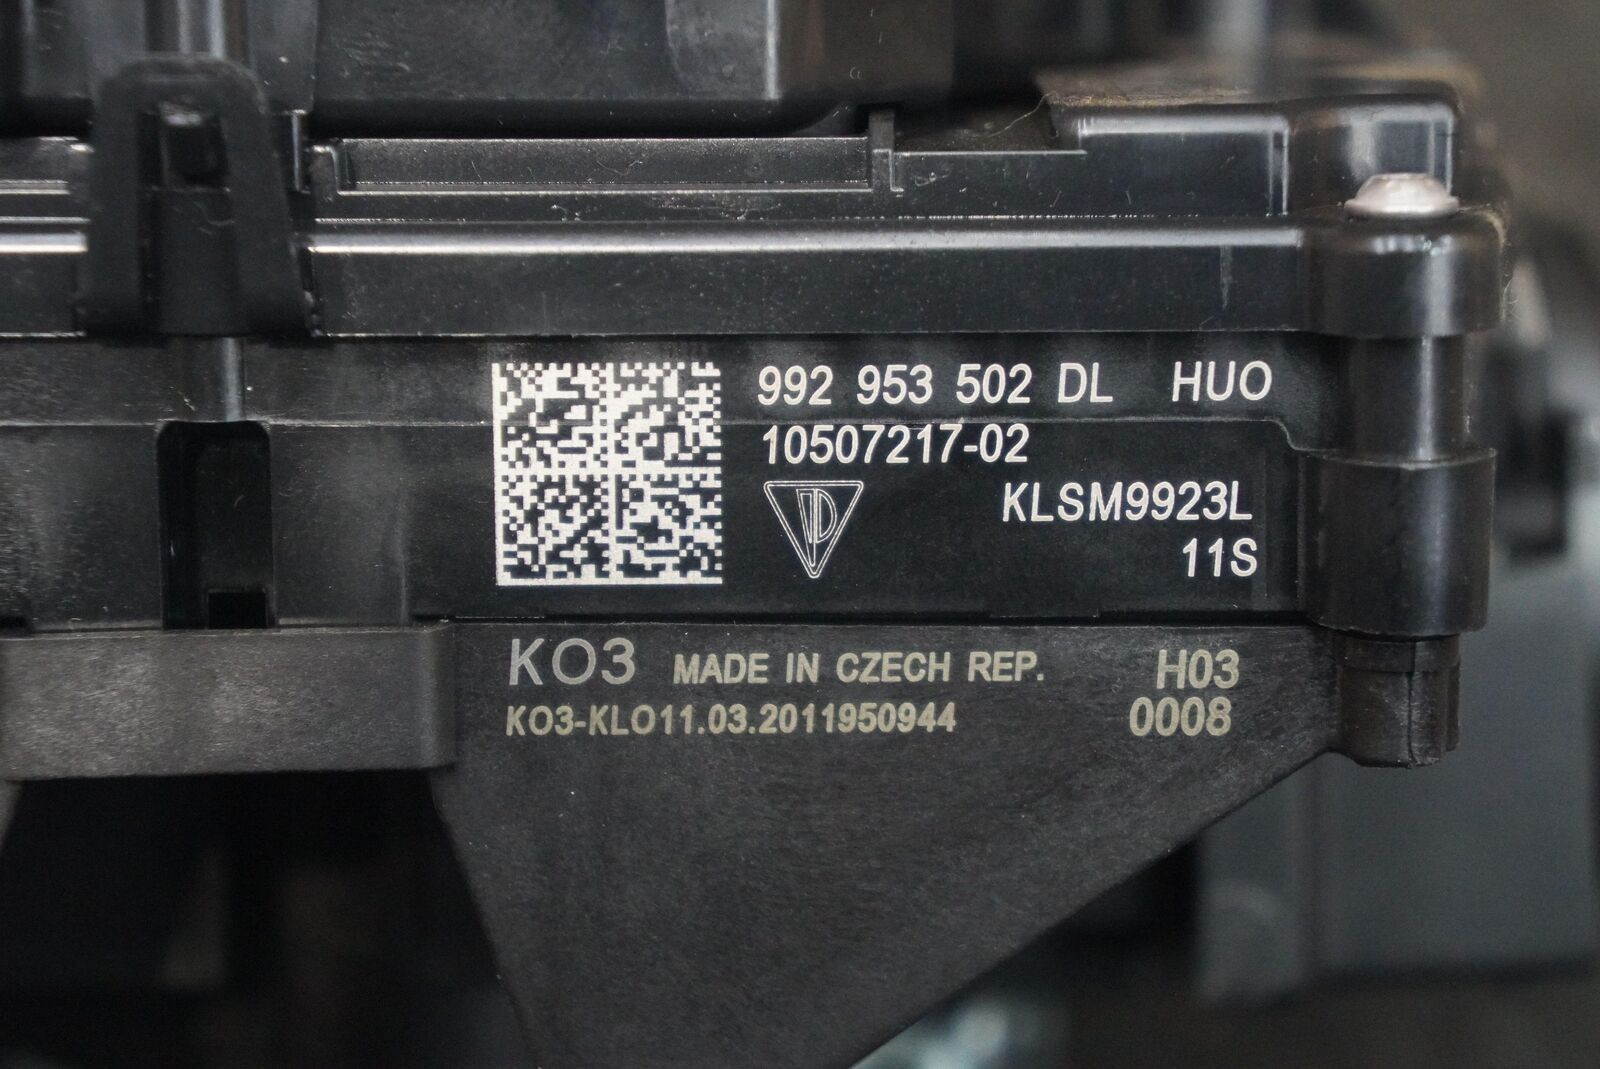 992 953 502 DL HUO
10507217-02
KLSM9923L
11S
KO3 MADE IN CZECH REP. H03
KO3-KLO11.03.2011950944 0008